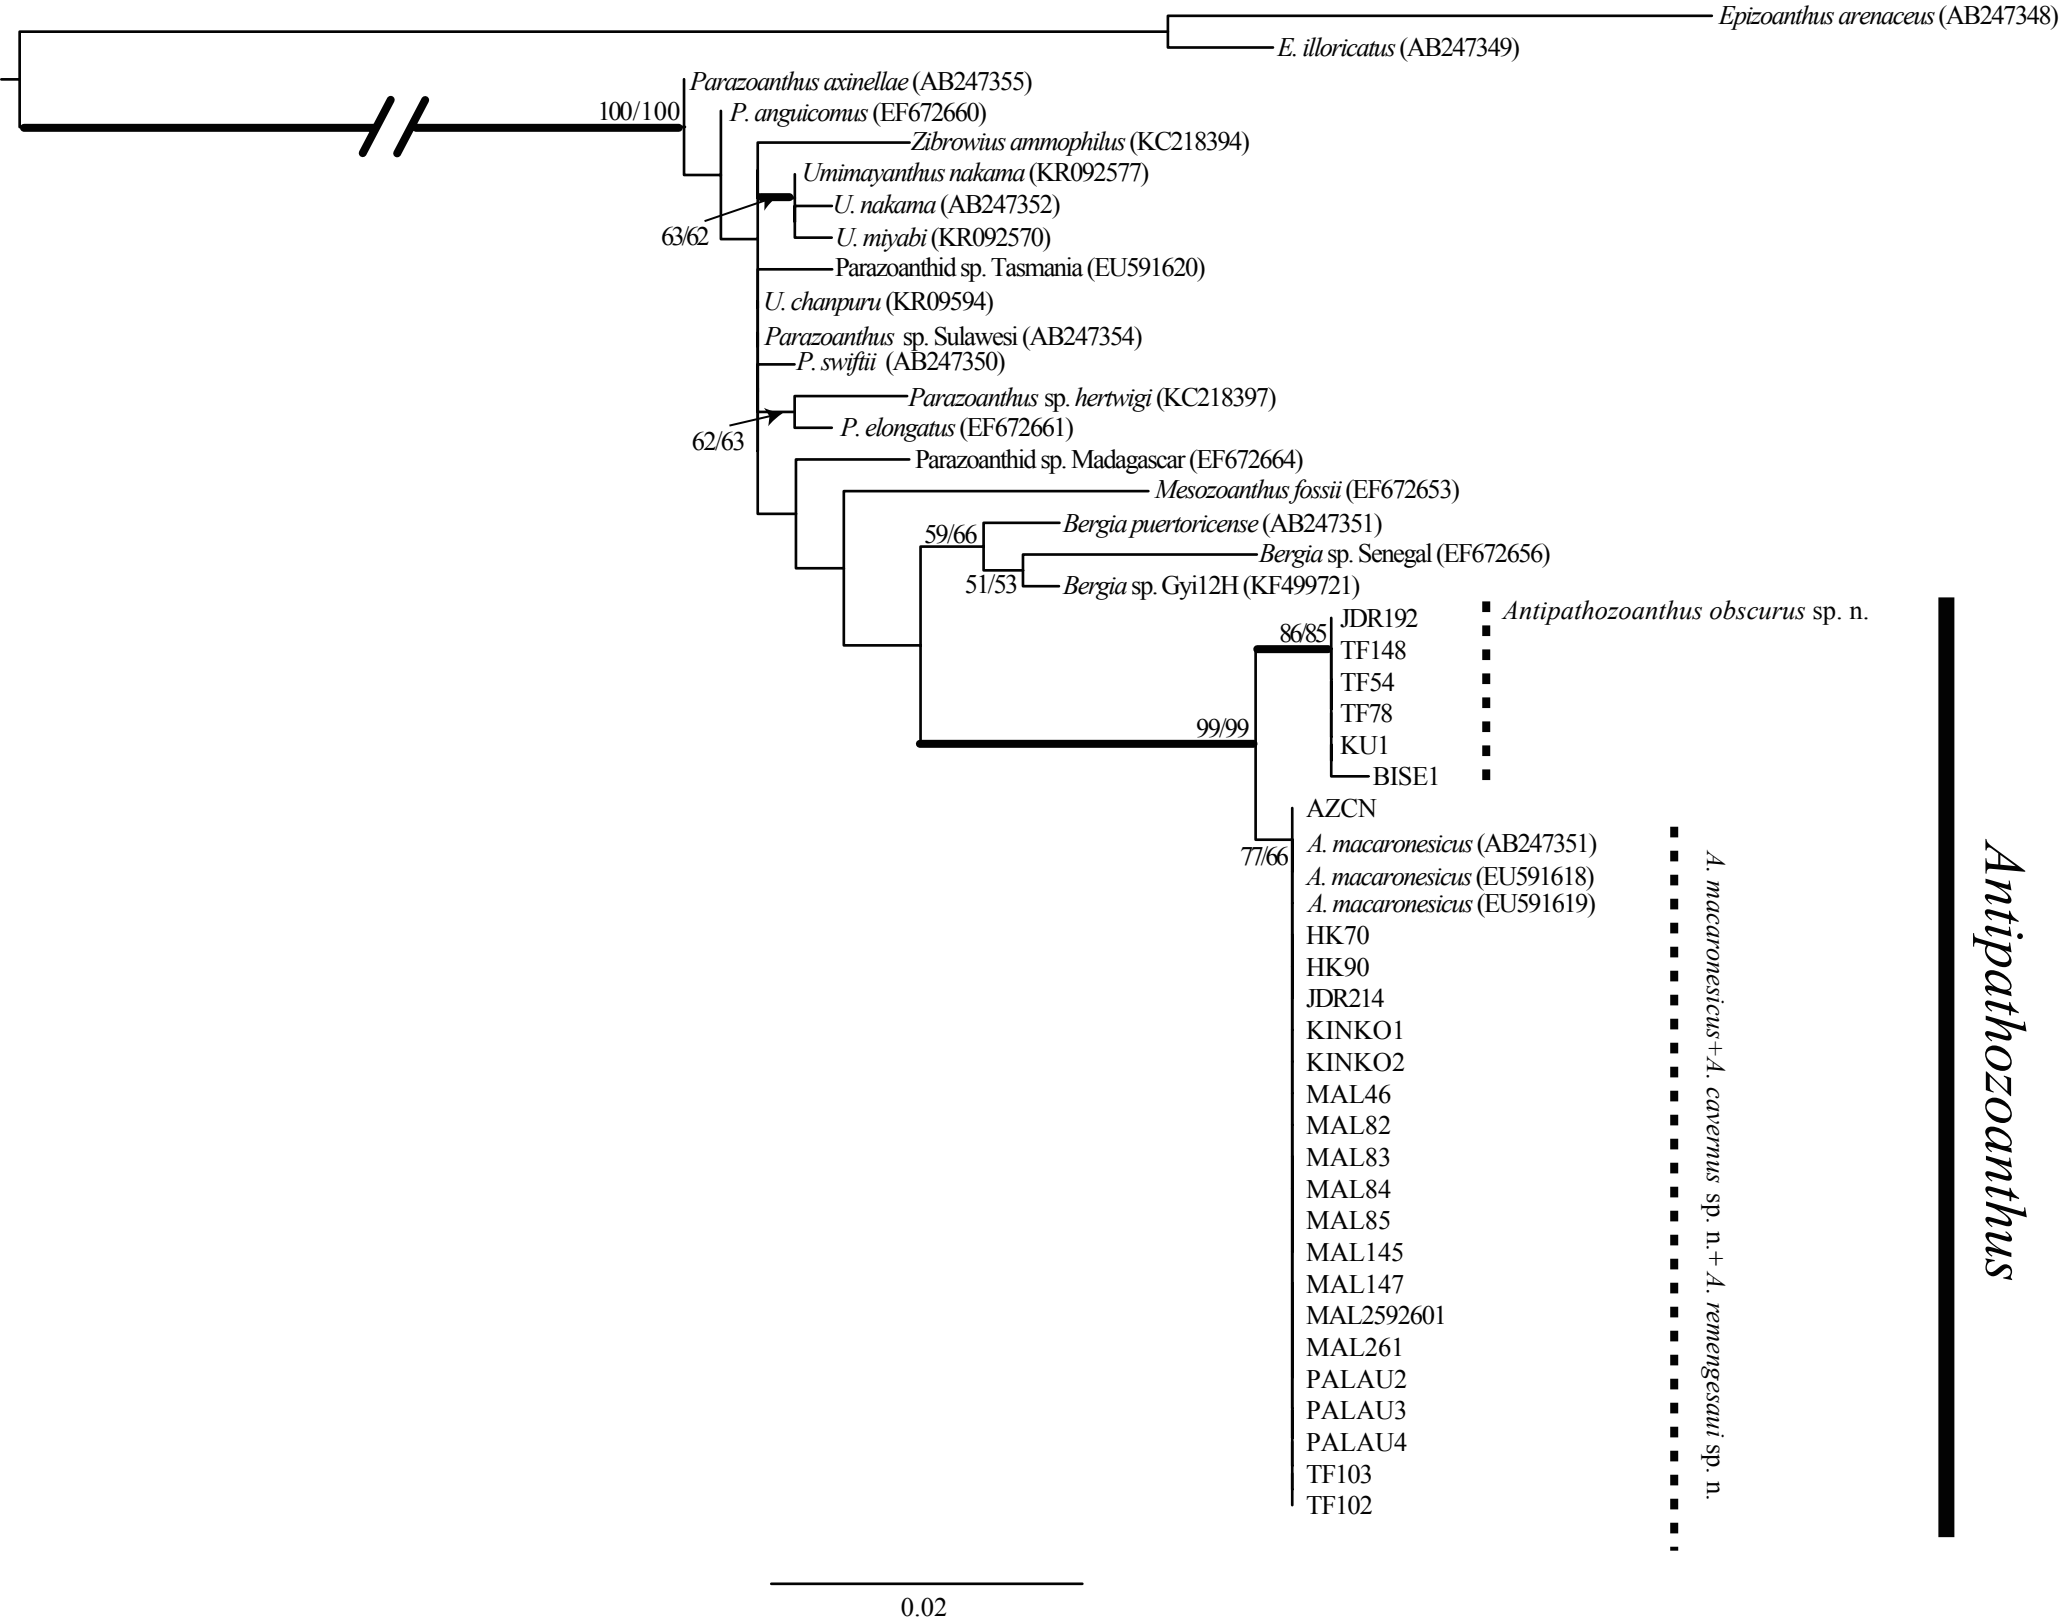 Epizoanthus arenaceus (AB247348)
E. illoricatus (AB247349)
Parazoanthus axinellae (AB247355)
100/100
P. anguicomus (EF672660)
Zibrowius ammophilus (KC218394)
Umimayanthus nakama (KR092577)
U. nakama (AB247352)
63/62
U. miyabi (KR092570)
Parazoanthid sp. Tasmania (EU591620)
U. chanpuru (KR09594)
Parazoanthus sp. Sulawesi (AB247354)
P. swiftii (AB247350)
Parazoanthus sp. hertwigi (KC218397)
P. elongatus (EF672661)
62/63
Parazoanthid sp. Madagascar (EF672664)
Mesozoanthus fossii (EF672653)
Bergia puertoricense (AB247351)
59/66
Bergia sp. Senegal (EF672656)
Bergia sp. Gyi12H (KF499721)
51/53
Antipathozoanthus obscurus sp. n.
JDR192
86/85
TF148
TF54
TF78
99/99
KU1
BISE1
AZCN
A. macaronesicus (AB247351)
77/66
A. macaronesicus (EU591618)
A. macaronesicus (EU591619)
HK70
HK90
JDR214
KINKO1
KINKO2
MAL46
MAL82
MAL83
MAL84
MAL85
MAL145
MAL147
MAL2592601
MAL261
PALAU2
PALAU3
PALAU4
TF103
TF102
A. macaronesicus+A. cavernus sp. n.+ A. remengesaui sp. n.
Antipathozoanthus
0.02